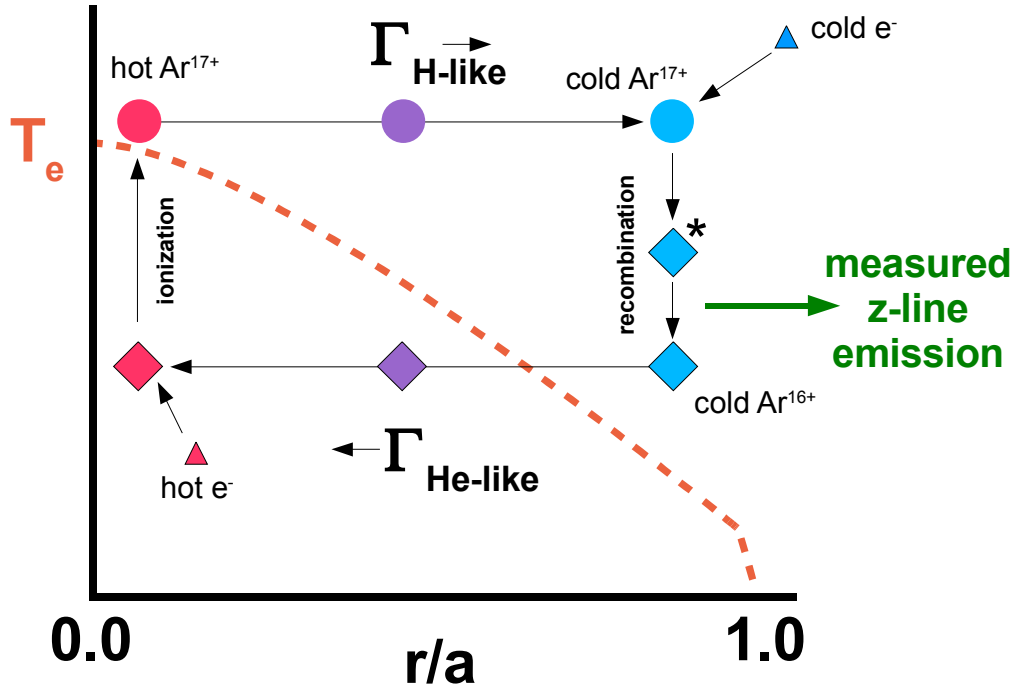 Γ H-like
cold e⁻
hot Ar¹⁷⁺
cold Ar¹⁷⁺
Tₑ
ionization
recombination
*
measured
z-line
emission
cold Ar¹⁶⁺
Γ He-like
hot e⁻
0.0
1.0
r/a